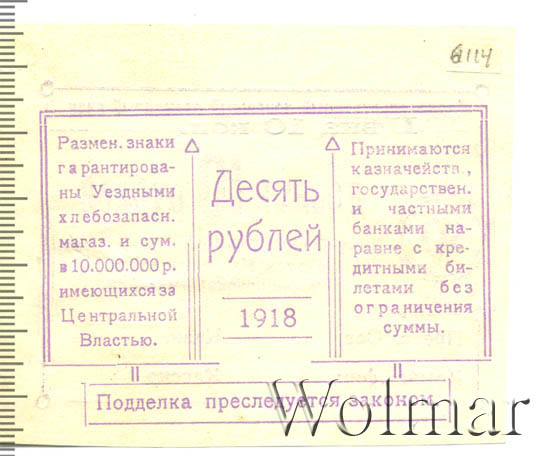 6114
Размен. знаки
гарантирова-
ны Уездными
хлебозапасн.
магаз. и сум.
в 10.000.000 р.
имеющихся за
Центральной
Властью.
Десять
рублей
1918
Принимаются
казначейств.,
государствен.
и частными
банками на-
равне с кре-
дитными би-
летами без
ограничения
суммы.
Подделка преследуется законом.
Wolmar